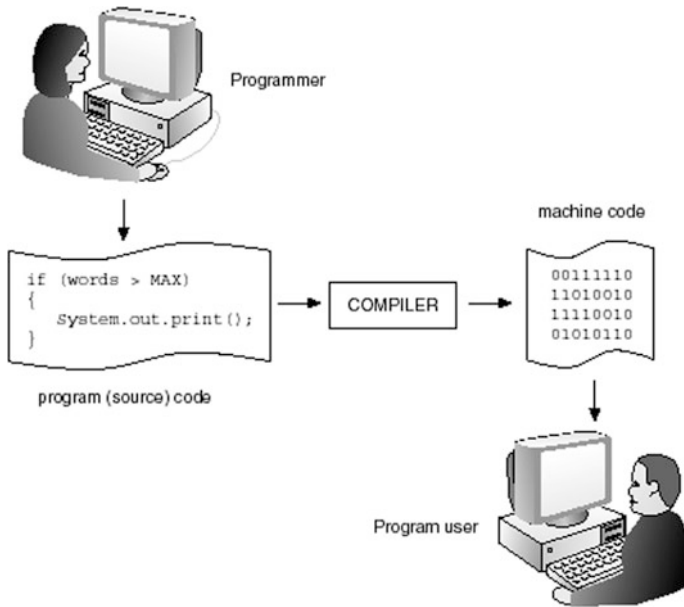 Programmer
machine code
if (words > MAX)
{
System.out.print();
}
COMPILER
00111110
11010010
11110010
01010110
program (source) code
Program user